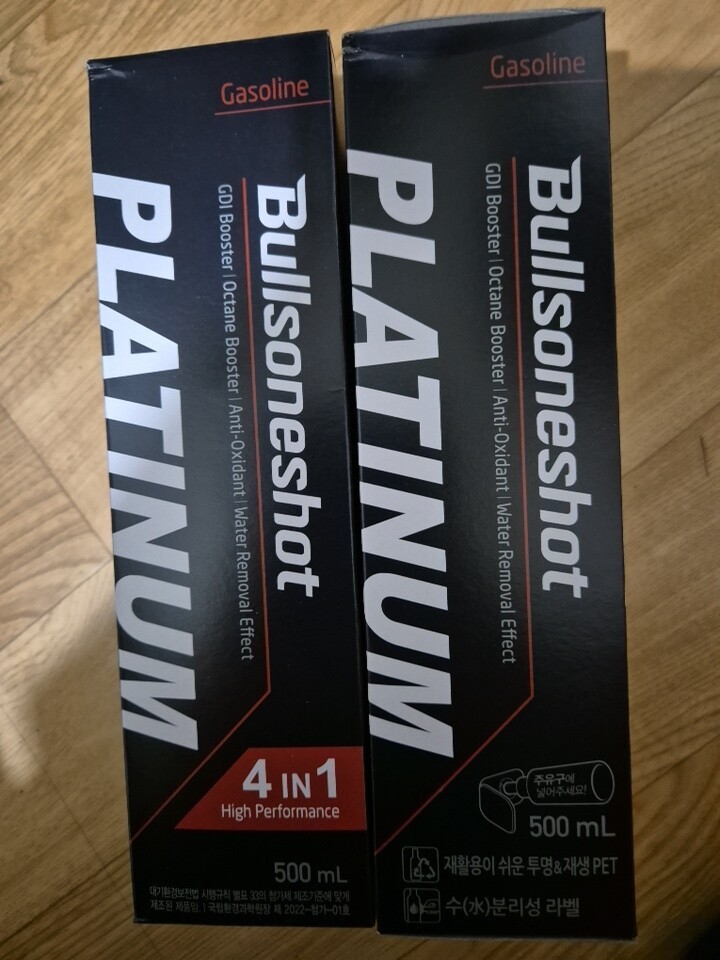 Gasoline
Bullsoneshot
GDI Booster | Octane Booster | Anti-Oxidant | Water Removal Effect
PLATINUM
4 IN 1
High Performance
500 mL
대기환경보전법 시행규칙 별표 33의 첨가제 제조기준에 맞게
제조된 제품임. | 국립환경과학원장 제 2022-첨가-01호
Gasoline
Bullsoneshot
GDI Booster | Octane Booster | Anti-Oxidant | Water Removal Effect
PLATINUM
주유구에
넣어주세요!
500 mL
재활용이 쉬운 투명&재생 PET
수(水)분리성 라벨